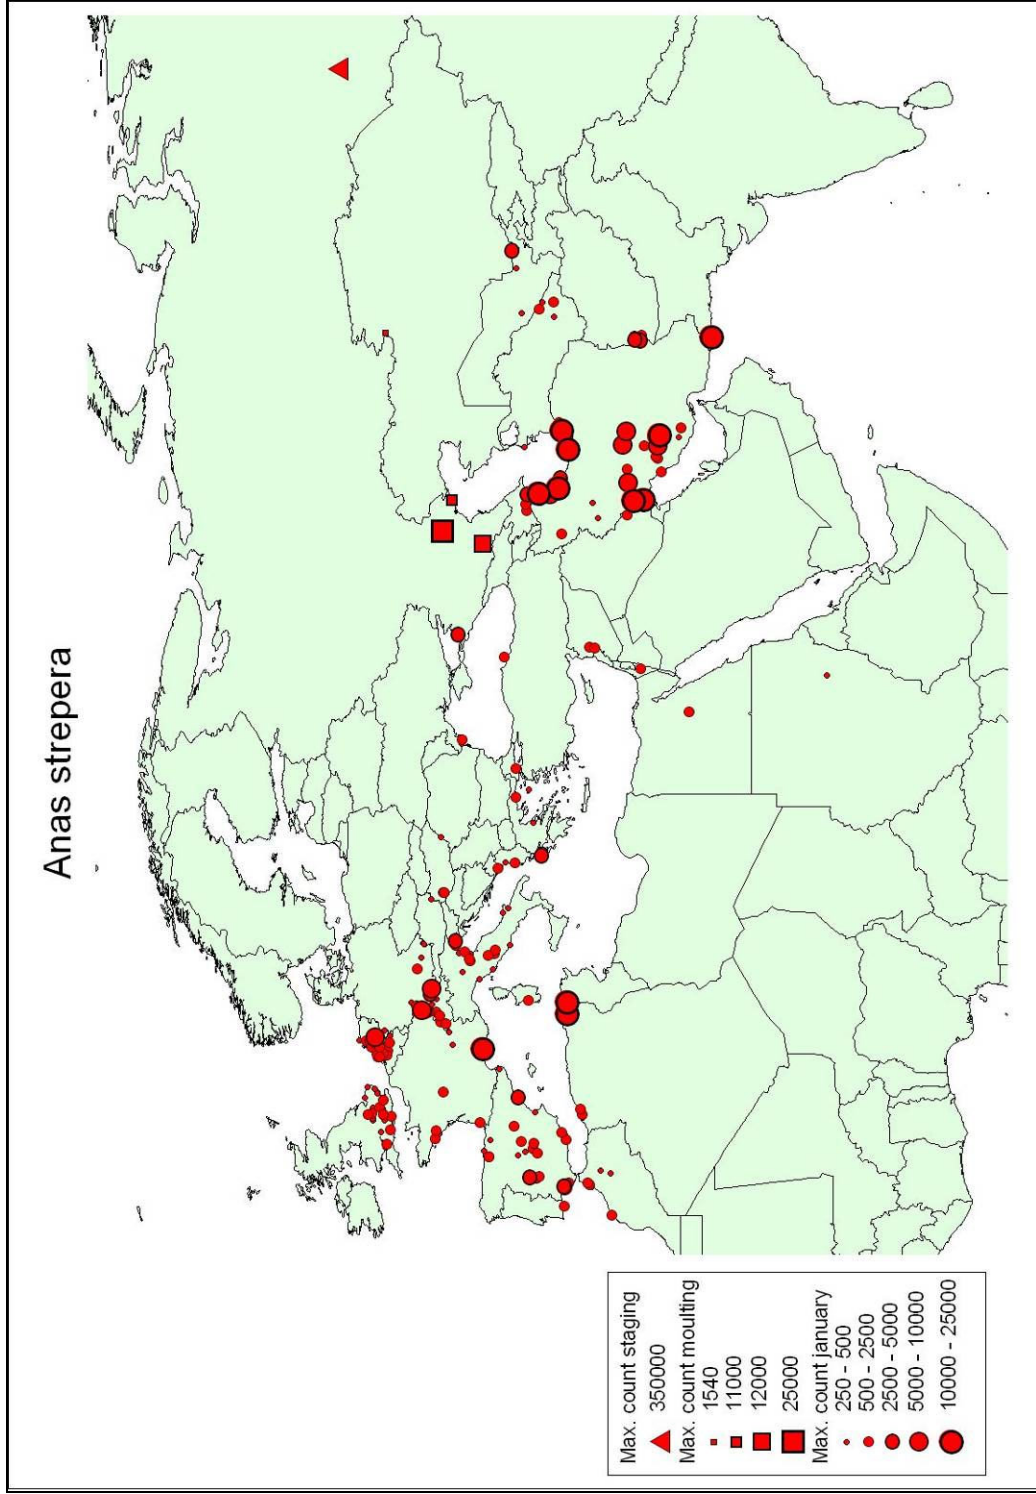 Anas strepera
Max. count staging
350000
Max. count moulting
1540
11000
12000
25000
Max. count january
250 - 500
500 - 2500
2500 - 5000
5000 - 10000
10000 - 25000